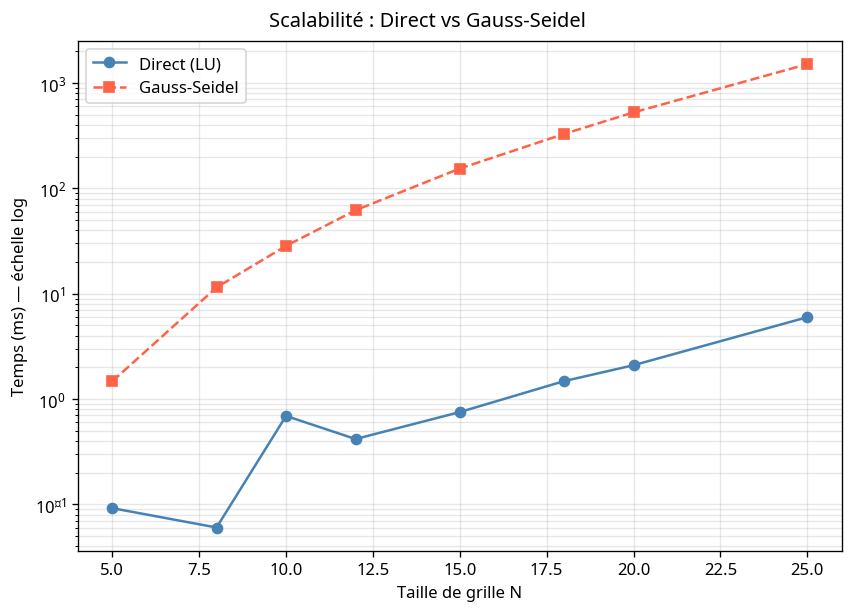 Scalabilité : Direct vs Gauss-Seidel
Direct (LU)
Gauss-Seidel
Temps (ms) — échelle log
10³
10²
10¹
10⁰
10¤¹
5.0 7.5 10.0 12.5 15.0 17.5 20.0 22.5 25.0
Taille de grille N